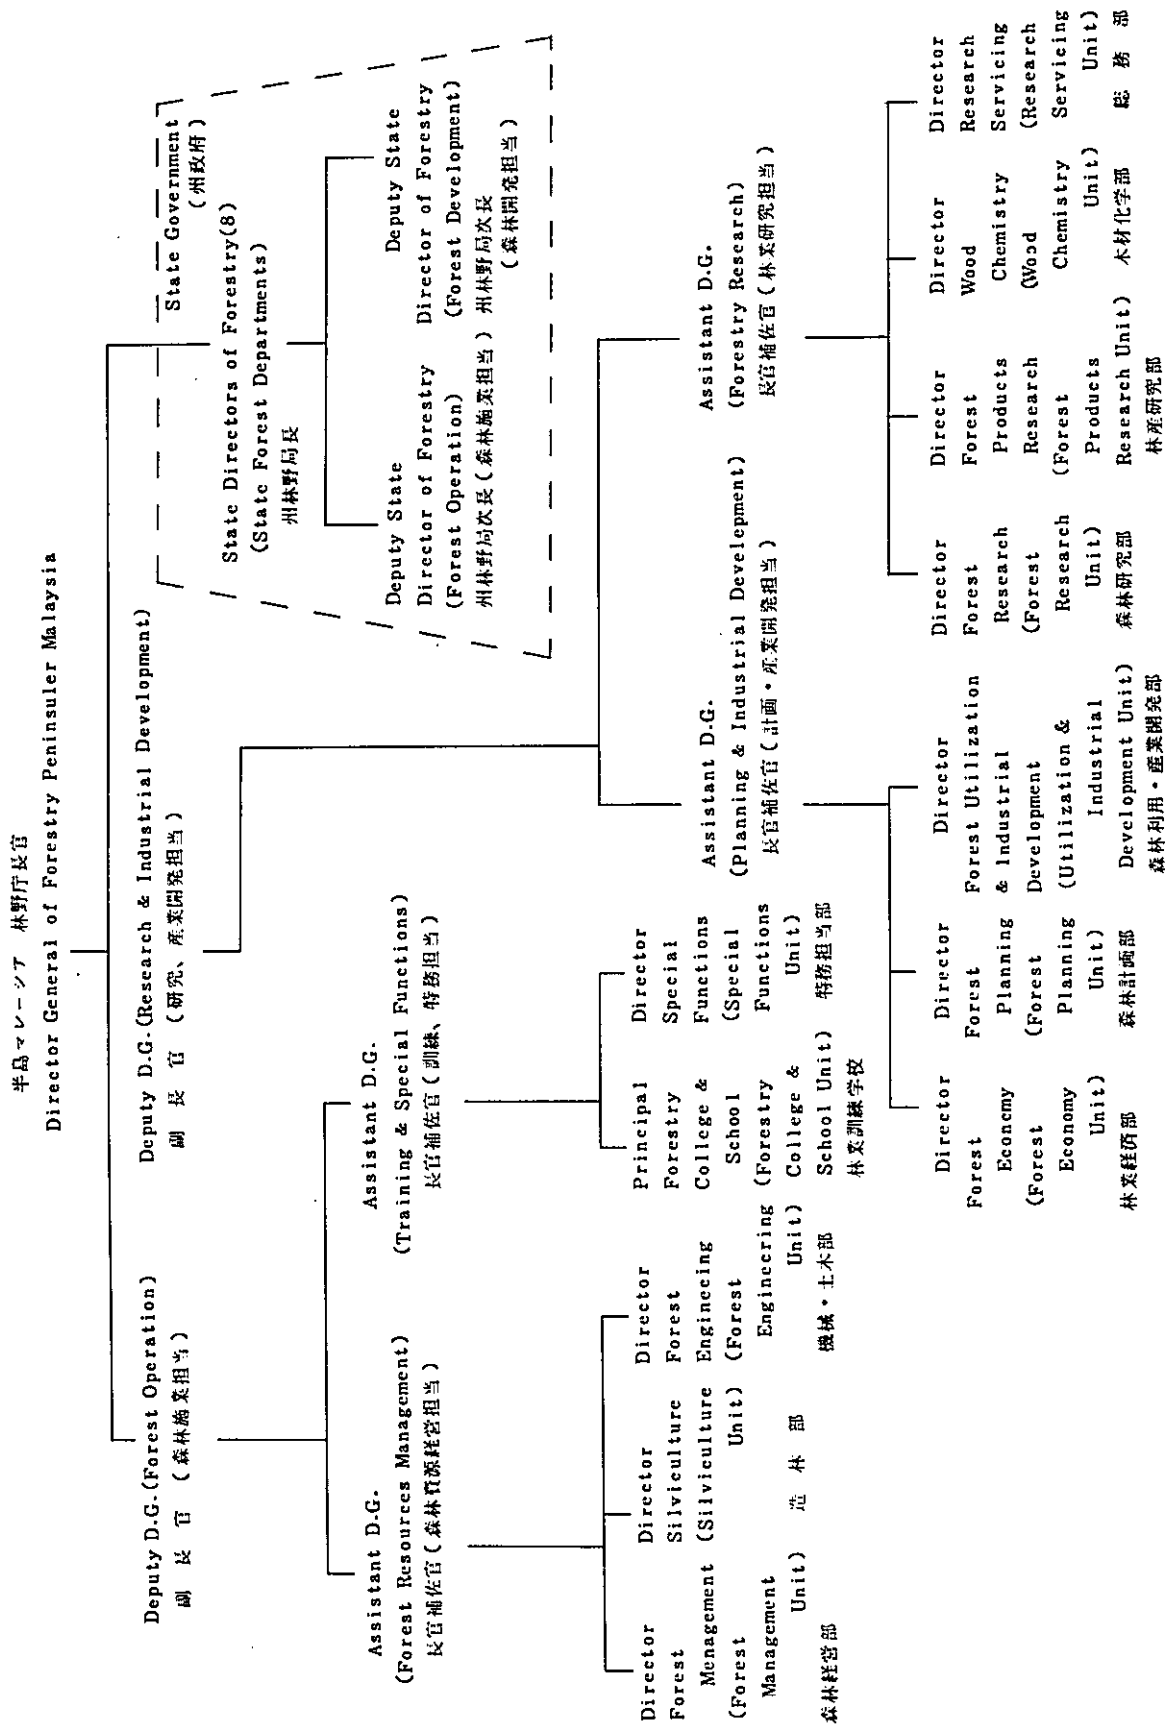 半島マレーシア 林野庁長官
Director General of Forestry Peninsuler Malaysia
Deputy D.G.(Forest Operation)
副長官(森林施業担当)
Deputy D.G.(Research & Industrial Development)
副長官(研究、産業開発担当)
State Government
(州政府)
State Directors of Forestry(8)
(State Forest Departments)
州林野局長
Deputy State
Director of Forestry
(Forest Operation)
州林野局次長(森林施業担当)
Deputy State
Director of Forestry
(Forest Development)
州林野局次長
(森林開発担当)
Assistant D.G.
(Forest Resources Management)
長官補佐官(森林資源経営担当)
Assistant D.G.
(Training & Special Functions)
長官補佐官(訓練、特務担当)
Assistant D.G.
(Planning & Industrial Development)
長官補佐官(計画・産業開発担当)
Assistant D.G.
(Forestry Research)
長官補佐官(林業研究担当)
Director
Forest
Menagement
(Forest
Management
Unit)
森林経営部
Director
Silviculture
(Silviculture
Unit)
造林部
Director
Forest
Engineering
(Forest
Engineering
Unit)
機械・土木部
Principal
Forestry
College &
School
(Forestry
College &
School Unit)
林業訓練学校
Director
Special
Functions
(Special
Functions
Unit)
特務担当部
Director
Forest
Economy
(Forest
Economy
Unit)
林業経済部
Director
Forest
Planning
(Forest
Planning
Unit)
森林計画部
Director
Forest Utilization
& Industrial
Development
(Utilization &
Industrial
Development Unit)
森林利用・産業開発部
Director
Forest
Research
(Forest
Research
Unit)
森林研究部
Director
Forest
Products
Research
(Forest
Products
Research Unit)
林産研究部
Director
Wood
Chemistry
(Wood
Chemistry
Unit)
木材化学部
Director
Research
Servicing
(Research
Servicing
Unit)
総務部